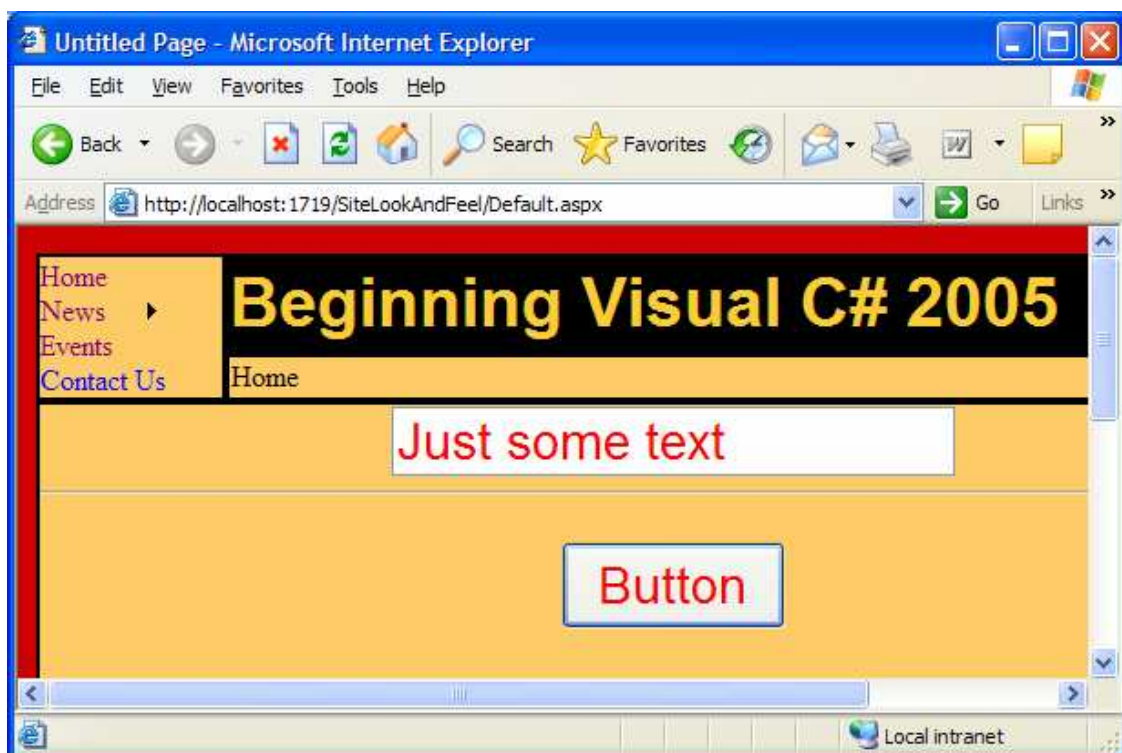 Untitled Page - Microsoft Internet Explorer
File Edit View Favorites Tools Help
Back Search Favorites W »
Address http://localhost:1719/SiteLookAndFeel/Default.aspx Go Links »
Home
News
Events
Contact Us
Beginning Visual C# 2005
Home
Just some text
Button
Local intranet